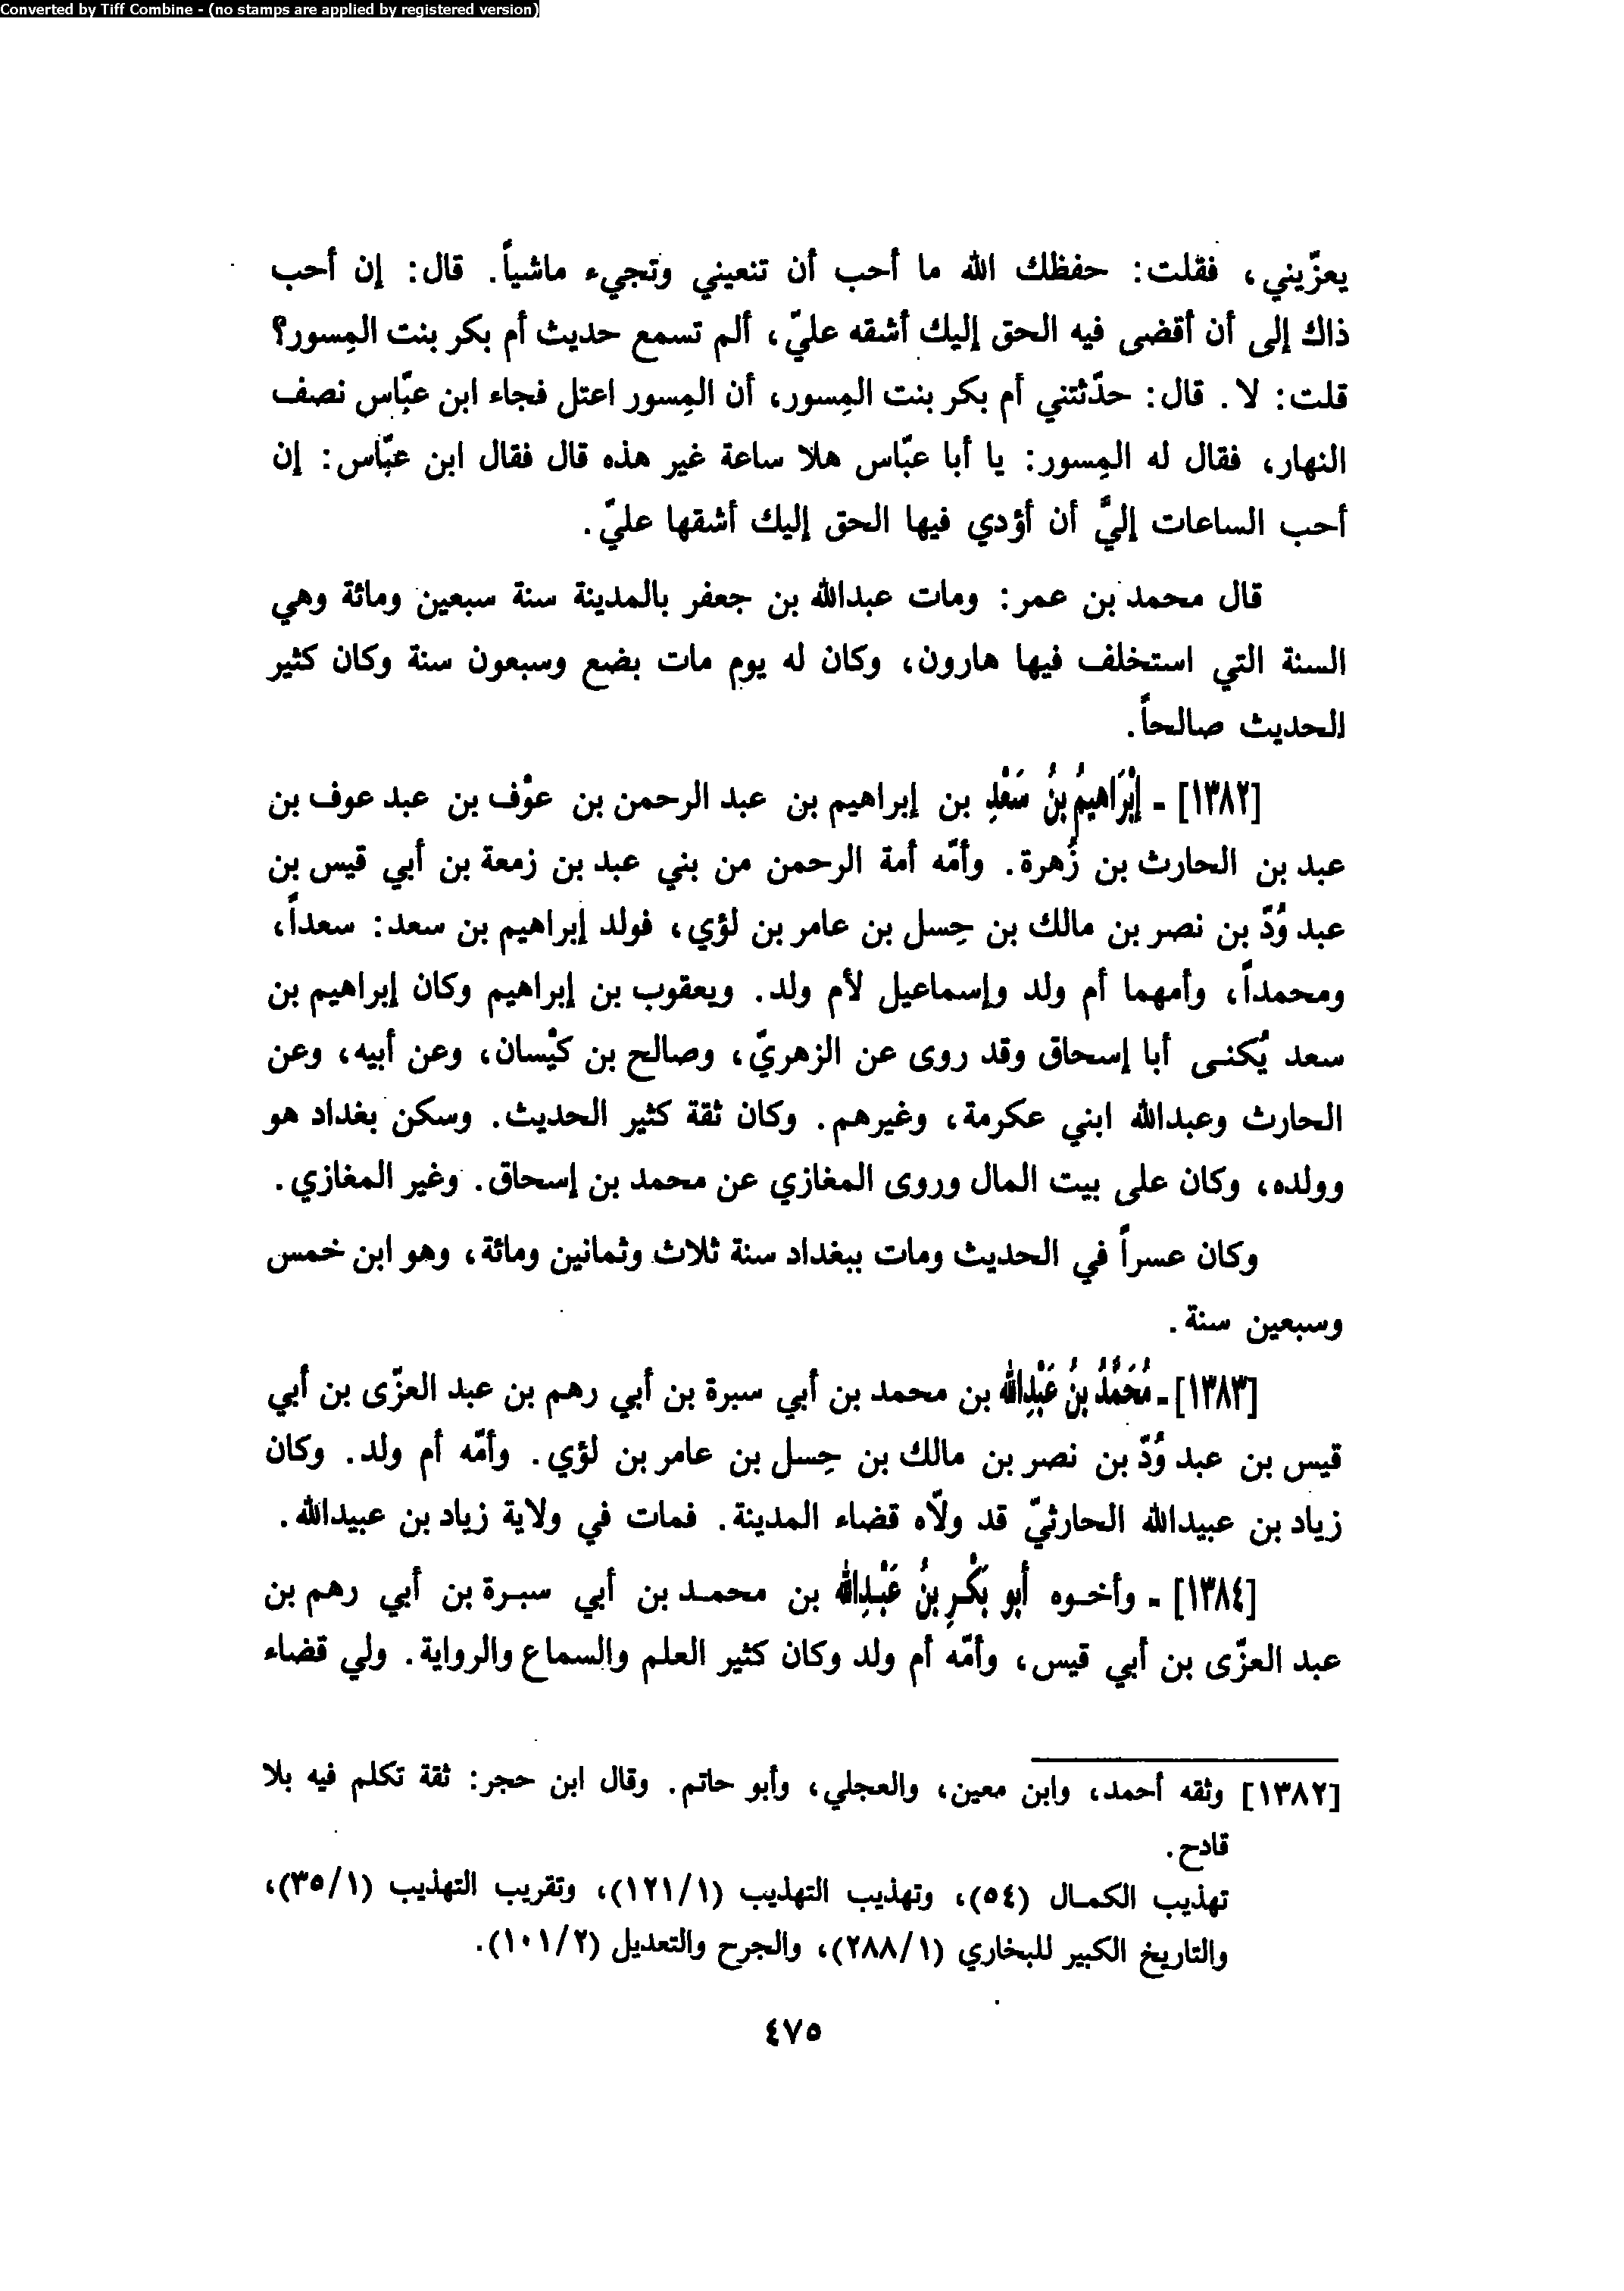 Converted by Tiff Combine - (no stamps are applied by registered version)
يعزّيني، فقلت: حفظك الله ما أحب أن تنعيني وتجيء ماشياً. قال: إن أحب
ذاك إلى أن أقضى فيه الحق إليك أشقه عليّ، ألم تسمع حديث أم بكر بنت المِسور؟
قلت: لا. قال: حدّثتني أم بكر بنت المِسور، أن المِسور اعتل فجاء ابن عبّاس نصف
النهار، فقال له المِسور: يا أبا عبّاس هلا ساعة غير هذه قال فقال ابن عبّاس: إن
أحب الساعات إليَّ أن أؤدي فيها الحق إليك أشقها عليّ.
قال محمد بن عمر: ومات عبدالله بن جعفر بالمدينة سنة سبعين ومائة وهي
السنة التي استخلف فيها هارون، وكان له يوم مات بضع وسبعون سنة وكان كثير
الحديث صالحاً.
[١٣٨٢] - إِبْرَاهيمُ بنُ سَعْدِ بن إبراهيم بن عبد الرحمن بن عوْف بن عبد عوف بن
عبد بن الحارث بن زُهرة. وأمّه أمة الرحمن من بني عبد بن زمعة بن أبي قيس بن
عبد وُدّ بن نصر بن مالك بن حِسل بن عامر بن لؤي، فولد إبراهيم بن سعد: سعداً،
ومحمداً، وأمهما أم ولد وإسماعيل لأم ولد. ويعقوب بن إبراهيم وكان إبراهيم بن
سعد يُكنى أبا إسحاق وقد روى عن الزهريّ، وصالح بن كيْسان، وعن أبيه، وعن
الحارث وعبدالله ابني عكرمة، وغيرهم. وكان ثقة كثير الحديث. وسكن بغداد هو
وولده، وكان على بيت المال وروى المغازي عن محمد بن إسحاق. وغير المغازي.
وكان عسراً في الحديث ومات ببغداد سنة ثلاث وثمانين ومائة، وهو ابن خمس
وسبعين سنة.
[١٣٨٣] - مُحَمَّدُ بنُ عَبْدِالله بن محمد بن أبي سبرة بن أبي رهم بن عبد العزّى بن أبي
قيس بن عبد وُدّ بن نصر بن مالك بن حِسل بن عامر بن لؤي. وأمّه أم ولد. وكان
زياد بن عبيدالله الحارثيّ قد ولاّه قضاء المدينة. فمات في ولاية زياد بن عبيدالله.
[١٣٨٤] - وأخوه أَبو بَكْرِ بنُ عَبْدِالله بن محمد بن أبي سبرة بن أبي رهم بن
عبد العزّى بن أبي قيس، وأمّه أم ولد وكان كثير العلم والسماع والرواية. ولي قضاء
[١٣٨٢] وثقه أحمد، وابن معين، والعجلي، وأبو حاتم. وقال ابن حجر: ثقة تكلم فيه بلا
قادح.
تهذيب الكمال (٥٤)، وتهذيب التهذيب (١٢١/١)، وتقريب التهذيب (٣٥/١)،
والتاريخ الكبير للبخاري (٢٨٨/١)، والجرح والتعديل (١٠١/٢).
٤٧٥